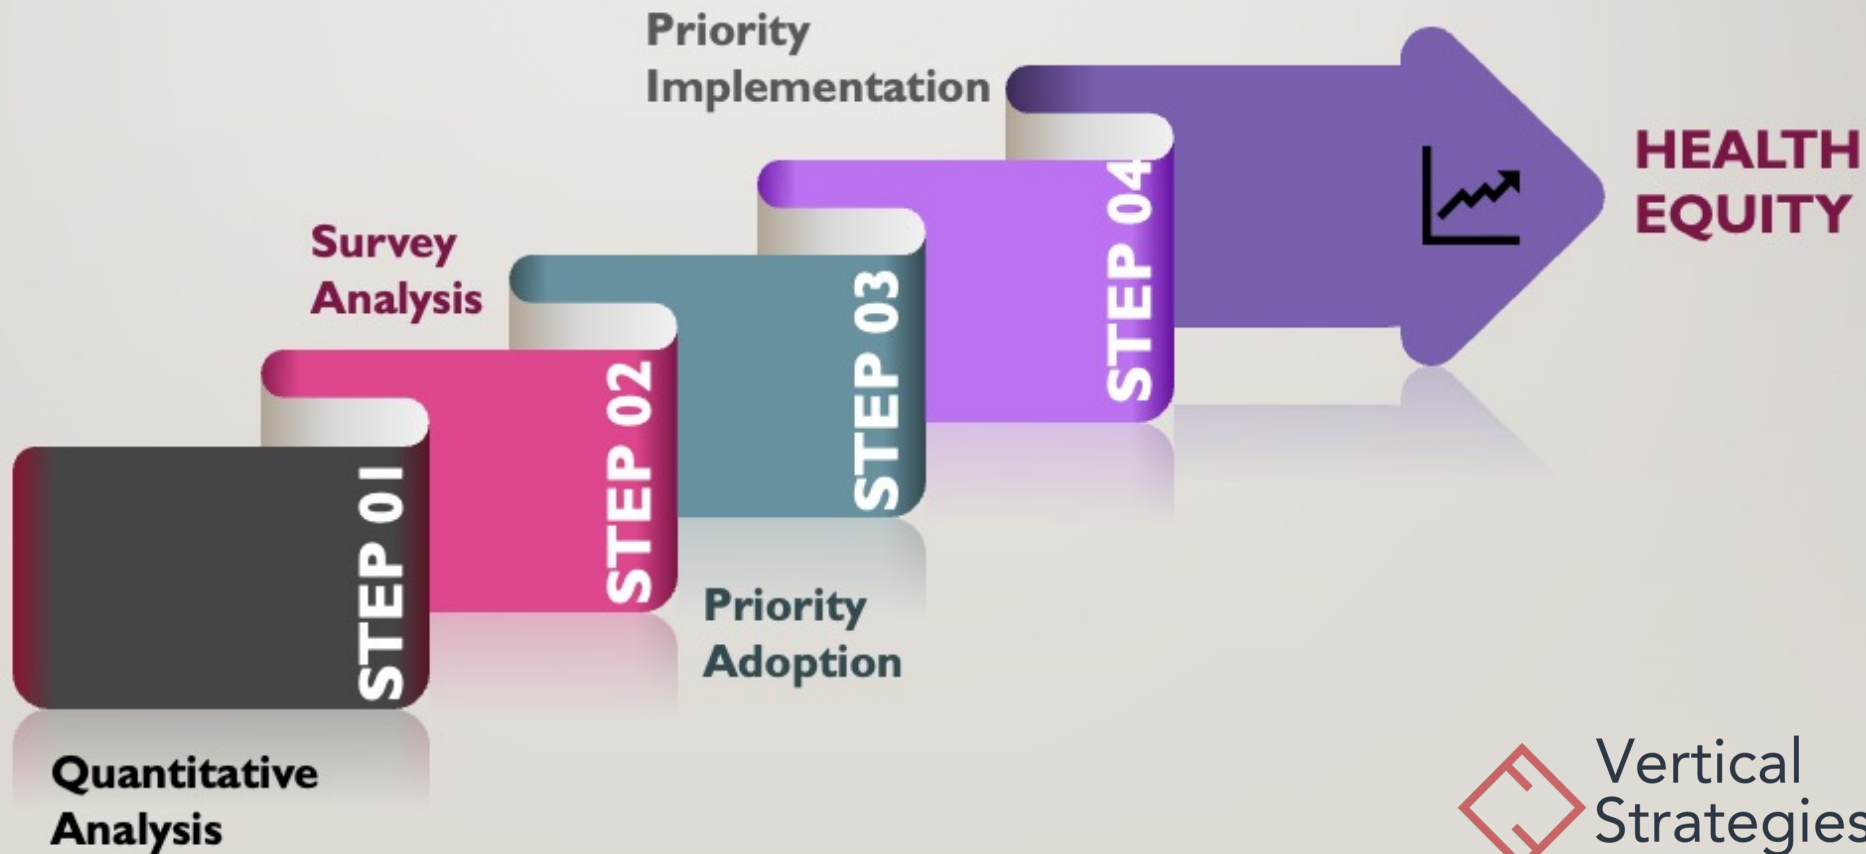 Priority
Implementation
HEALTH
EQUITY
STEP 04
Survey
Analysis
STEP 03
STEP 02
STEP 01
Priority
Adoption
Quantitative
Analysis
Vertical
Strategies